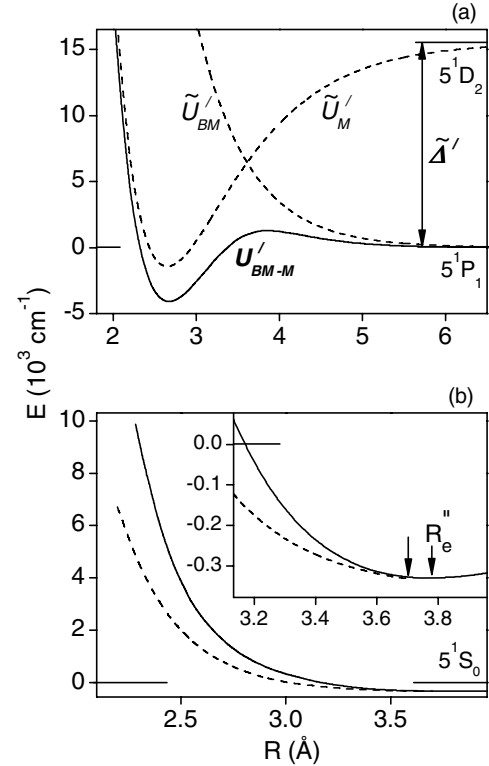 (a)
15
10
5
0
-5
Ũ′BM
Ũ′M
5¹D₂
Δ̃′
U′BM-M
5¹P₁
2 3 4 5 6
E (10³ cm⁻¹)
(b)
10
8
6
4
2
0
0.0
-0.1
-0.2
-0.3
R″e
3.2 3.4 3.6 3.8
5¹S₀
2.5 3.0 3.5
R (Å)